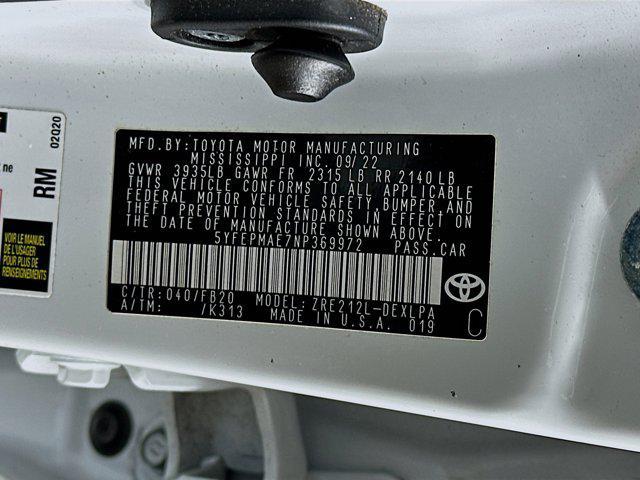 MFD.BY:TOYOTA MOTOR MANUFACTURING
MISSISSIPPI INC. 09/22
GVWR 3935LB GAWR FR 2315 LB RR 2140 LB
THIS VEHICLE CONFORMS TO ALL APPLICABLE
FEDERAL MOTOR VEHICLE SAFETY, BUMPER AND
THEFT PREVENTION STANDARDS IN EFFECT ON
THE DATE OF MANUFACTURE SHOWN ABOVE.
5YFEPMAE7NP369972 PASS.CAR
C/TR:040/FB20 MODEL: ZRE212L-DEXLPA
A/TM: /K313 MADE IN U.S.A. 019
C
02Q20
RM
ne
VOIR LE MANUEL
DE L'USAGER
POUR PLUS DE
RENSEIGNEMENTS